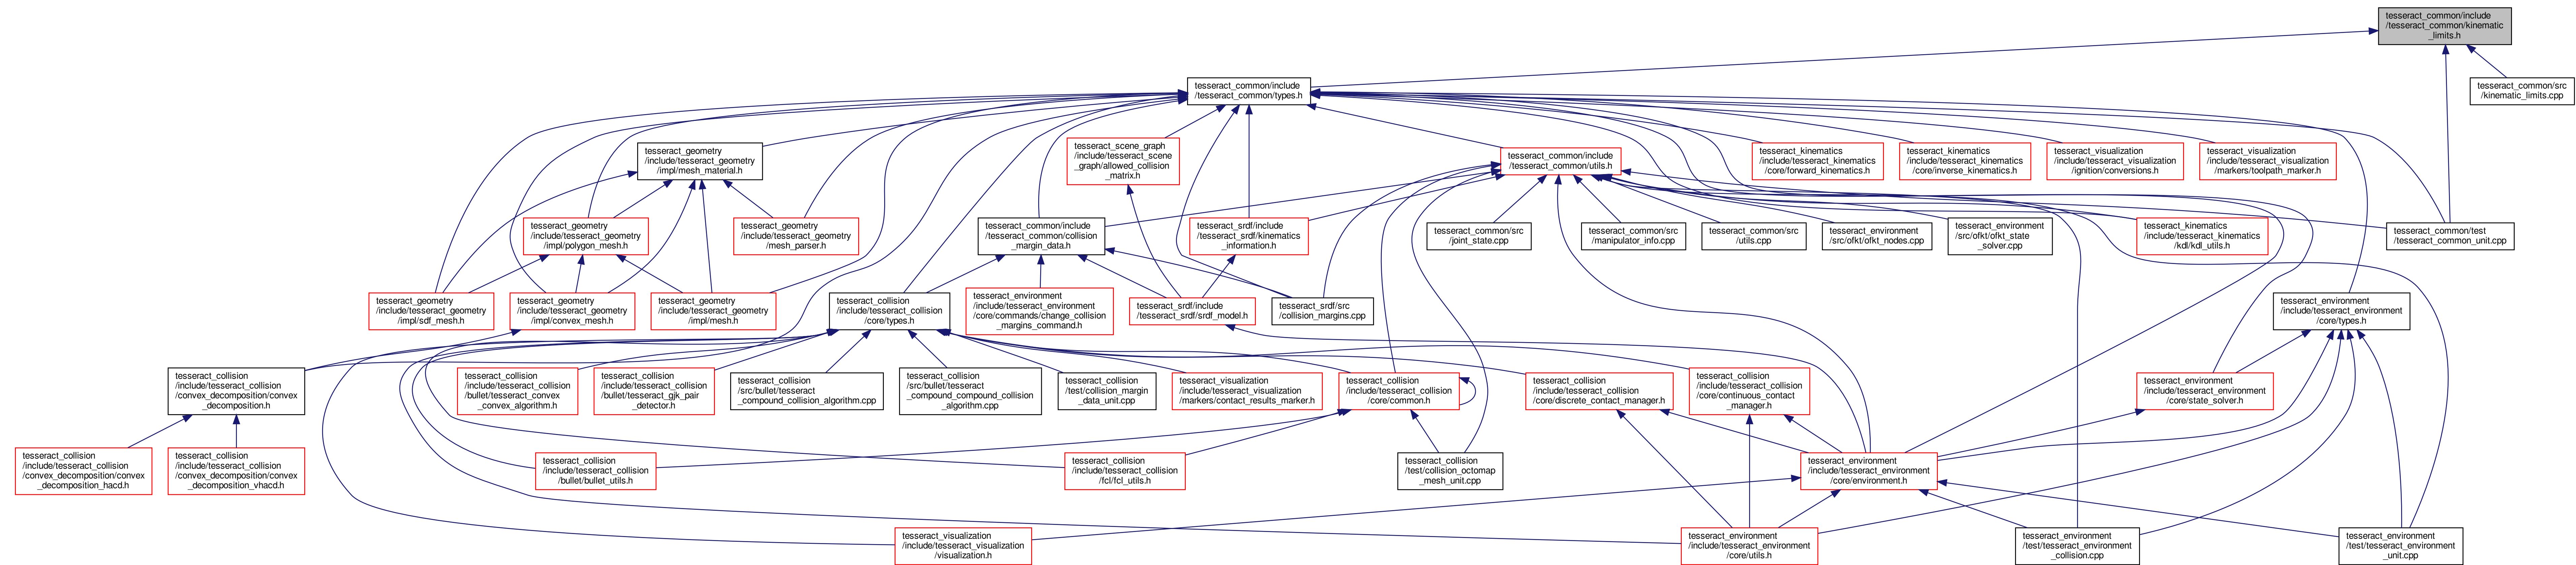 tesseract_common/include
/tesseract_common/kinematic
_limits.h
tesseract_common/include
/tesseract_common/types.h
tesseract_common/src
/kinematic_limits.cpp
tesseract_geometry
/include/tesseract_geometry
/impl/mesh_material.h
tesseract_scene_graph
/include/tesseract_scene
_graph/allowed_collision
_matrix.h
tesseract_common/include
/tesseract_common/utils.h
tesseract_kinematics
/include/tesseract_kinematics
/core/forward_kinematics.h
tesseract_kinematics
/include/tesseract_kinematics
/core/inverse_kinematics.h
tesseract_visualization
/include/tesseract_visualization
/ignition/conversions.h
tesseract_visualization
/include/tesseract_visualization
/markers/toolpath_marker.h
tesseract_geometry
/include/tesseract_geometry
/impl/polygon_mesh.h
tesseract_geometry
/include/tesseract_geometry
/mesh_parser.h
tesseract_common/include
/tesseract_common/collision
_margin_data.h
tesseract_srdf/include
/tesseract_srdf/kinematics
_information.h
tesseract_common/src
/joint_state.cpp
tesseract_common/src
/manipulator_info.cpp
tesseract_common/src
/utils.cpp
tesseract_environment
/src/ofkt/ofkt_nodes.cpp
tesseract_environment
/src/ofkt/ofkt_state
_solver.cpp
tesseract_kinematics
/include/tesseract_kinematics
/kdl/kdl_utils.h
tesseract_common/test
/tesseract_common_unit.cpp
tesseract_geometry
/include/tesseract_geometry
/impl/sdf_mesh.h
tesseract_geometry
/include/tesseract_geometry
/impl/convex_mesh.h
tesseract_geometry
/include/tesseract_geometry
/impl/mesh.h
tesseract_collision
/include/tesseract_collision
/core/types.h
tesseract_environment
/include/tesseract_environment
/core/commands/change_collision
_margins_command.h
tesseract_srdf/include
/tesseract_srdf/srdf_model.h
tesseract_srdf/src
/collision_margins.cpp
tesseract_environment
/include/tesseract_environment
/core/types.h
tesseract_collision
/include/tesseract_collision
/convex_decomposition/convex
_decomposition.h
tesseract_collision
/include/tesseract_collision
/bullet/tesseract_convex
_convex_algorithm.h
tesseract_collision
/include/tesseract_collision
/bullet/tesseract_gjk_pair
_detector.h
tesseract_collision
/src/bullet/tesseract
_compound_collision_algorithm.cpp
tesseract_collision
/src/bullet/tesseract
_compound_compound_collision
_algorithm.cpp
tesseract_collision
/test/collision_margin
_data_unit.cpp
tesseract_visualization
/include/tesseract_visualization
/markers/contact_results_marker.h
tesseract_collision
/include/tesseract_collision
/core/common.h
tesseract_collision
/include/tesseract_collision
/core/discrete_contact_manager.h
tesseract_collision
/include/tesseract_collision
/core/continuous_contact
_manager.h
tesseract_environment
/include/tesseract_environment
/core/state_solver.h
tesseract_collision
/include/tesseract_collision
/convex_decomposition/convex
_decomposition_hacd.h
tesseract_collision
/include/tesseract_collision
/convex_decomposition/convex
_decomposition_vhacd.h
tesseract_collision
/include/tesseract_collision
/bullet/bullet_utils.h
tesseract_collision
/include/tesseract_collision
/fcl/fcl_utils.h
tesseract_collision
/test/collision_octomap
_mesh_unit.cpp
tesseract_environment
/include/tesseract_environment
/core/environment.h
tesseract_visualization
/include/tesseract_visualization
/visualization.h
tesseract_environment
/include/tesseract_environment
/core/utils.h
tesseract_environment
/test/tesseract_environment
_collision.cpp
tesseract_environment
/test/tesseract_environment
_unit.cpp